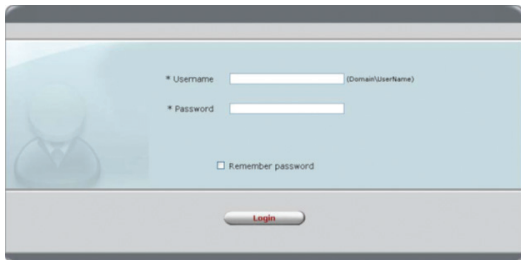 * Username (Domain\UserName)
* Password
Remember password
Login